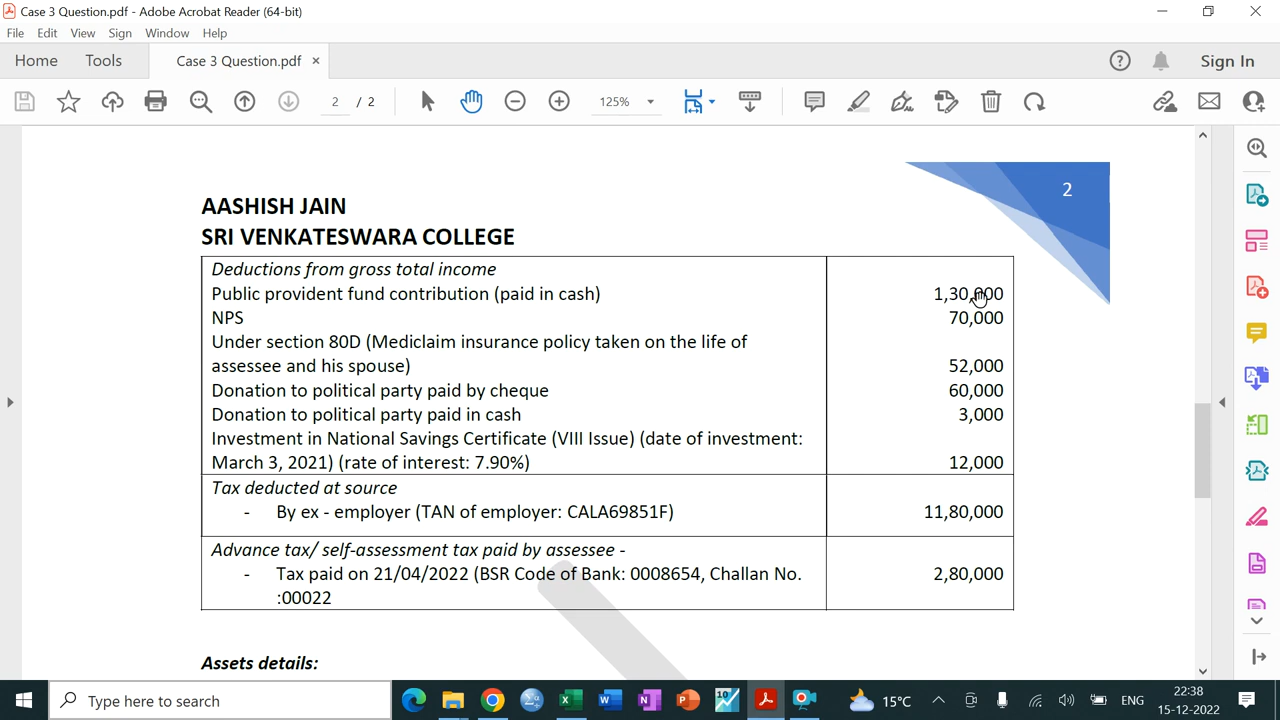 Case 3 Question.pdf - Adobe Acrobat Reader (64-bit)
File Edit View Sign Window Help
Home Tools Case 3 Question.pdf × Sign In
2 / 2 125%
2
AASHISH JAIN
SRI VENKATESWARA COLLEGE
Deductions from gross total income
Public provident fund contribution (paid in cash) 1,30,000
NPS 70,000
Under section 80D (Mediclaim insurance policy taken on the life of
assessee and his spouse) 52,000
Donation to political party paid by cheque 60,000
Donation to political party paid in cash 3,000
Investment in National Savings Certificate (VIII Issue) (date of investment:
March 3, 2021) (rate of interest: 7.90%) 12,000
Tax deducted at source
- By ex - employer (TAN of employer: CALA69851F) 11,80,000
Advance tax/ self-assessment tax paid by assessee -
- Tax paid on 21/04/2022 (BSR Code of Bank: 0008654, Challan No. 2,80,000
:00022
Assets details:
Type here to search 15°C ENG 22:38
15-12-2022